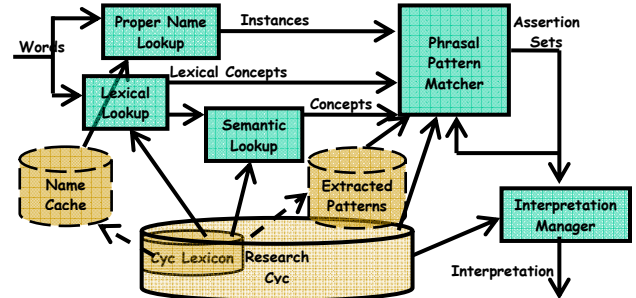 Words
Proper Name
Lookup
Instances
Phrasal
Pattern
Matcher
Assertion
Sets
Lexical
Lookup
Lexical Concepts
Concepts
Semantic
Lookup
Name
Cache
Extracted
Patterns
Interpretation
Manager
Cyc Lexicon
Research
Cyc
Interpretation